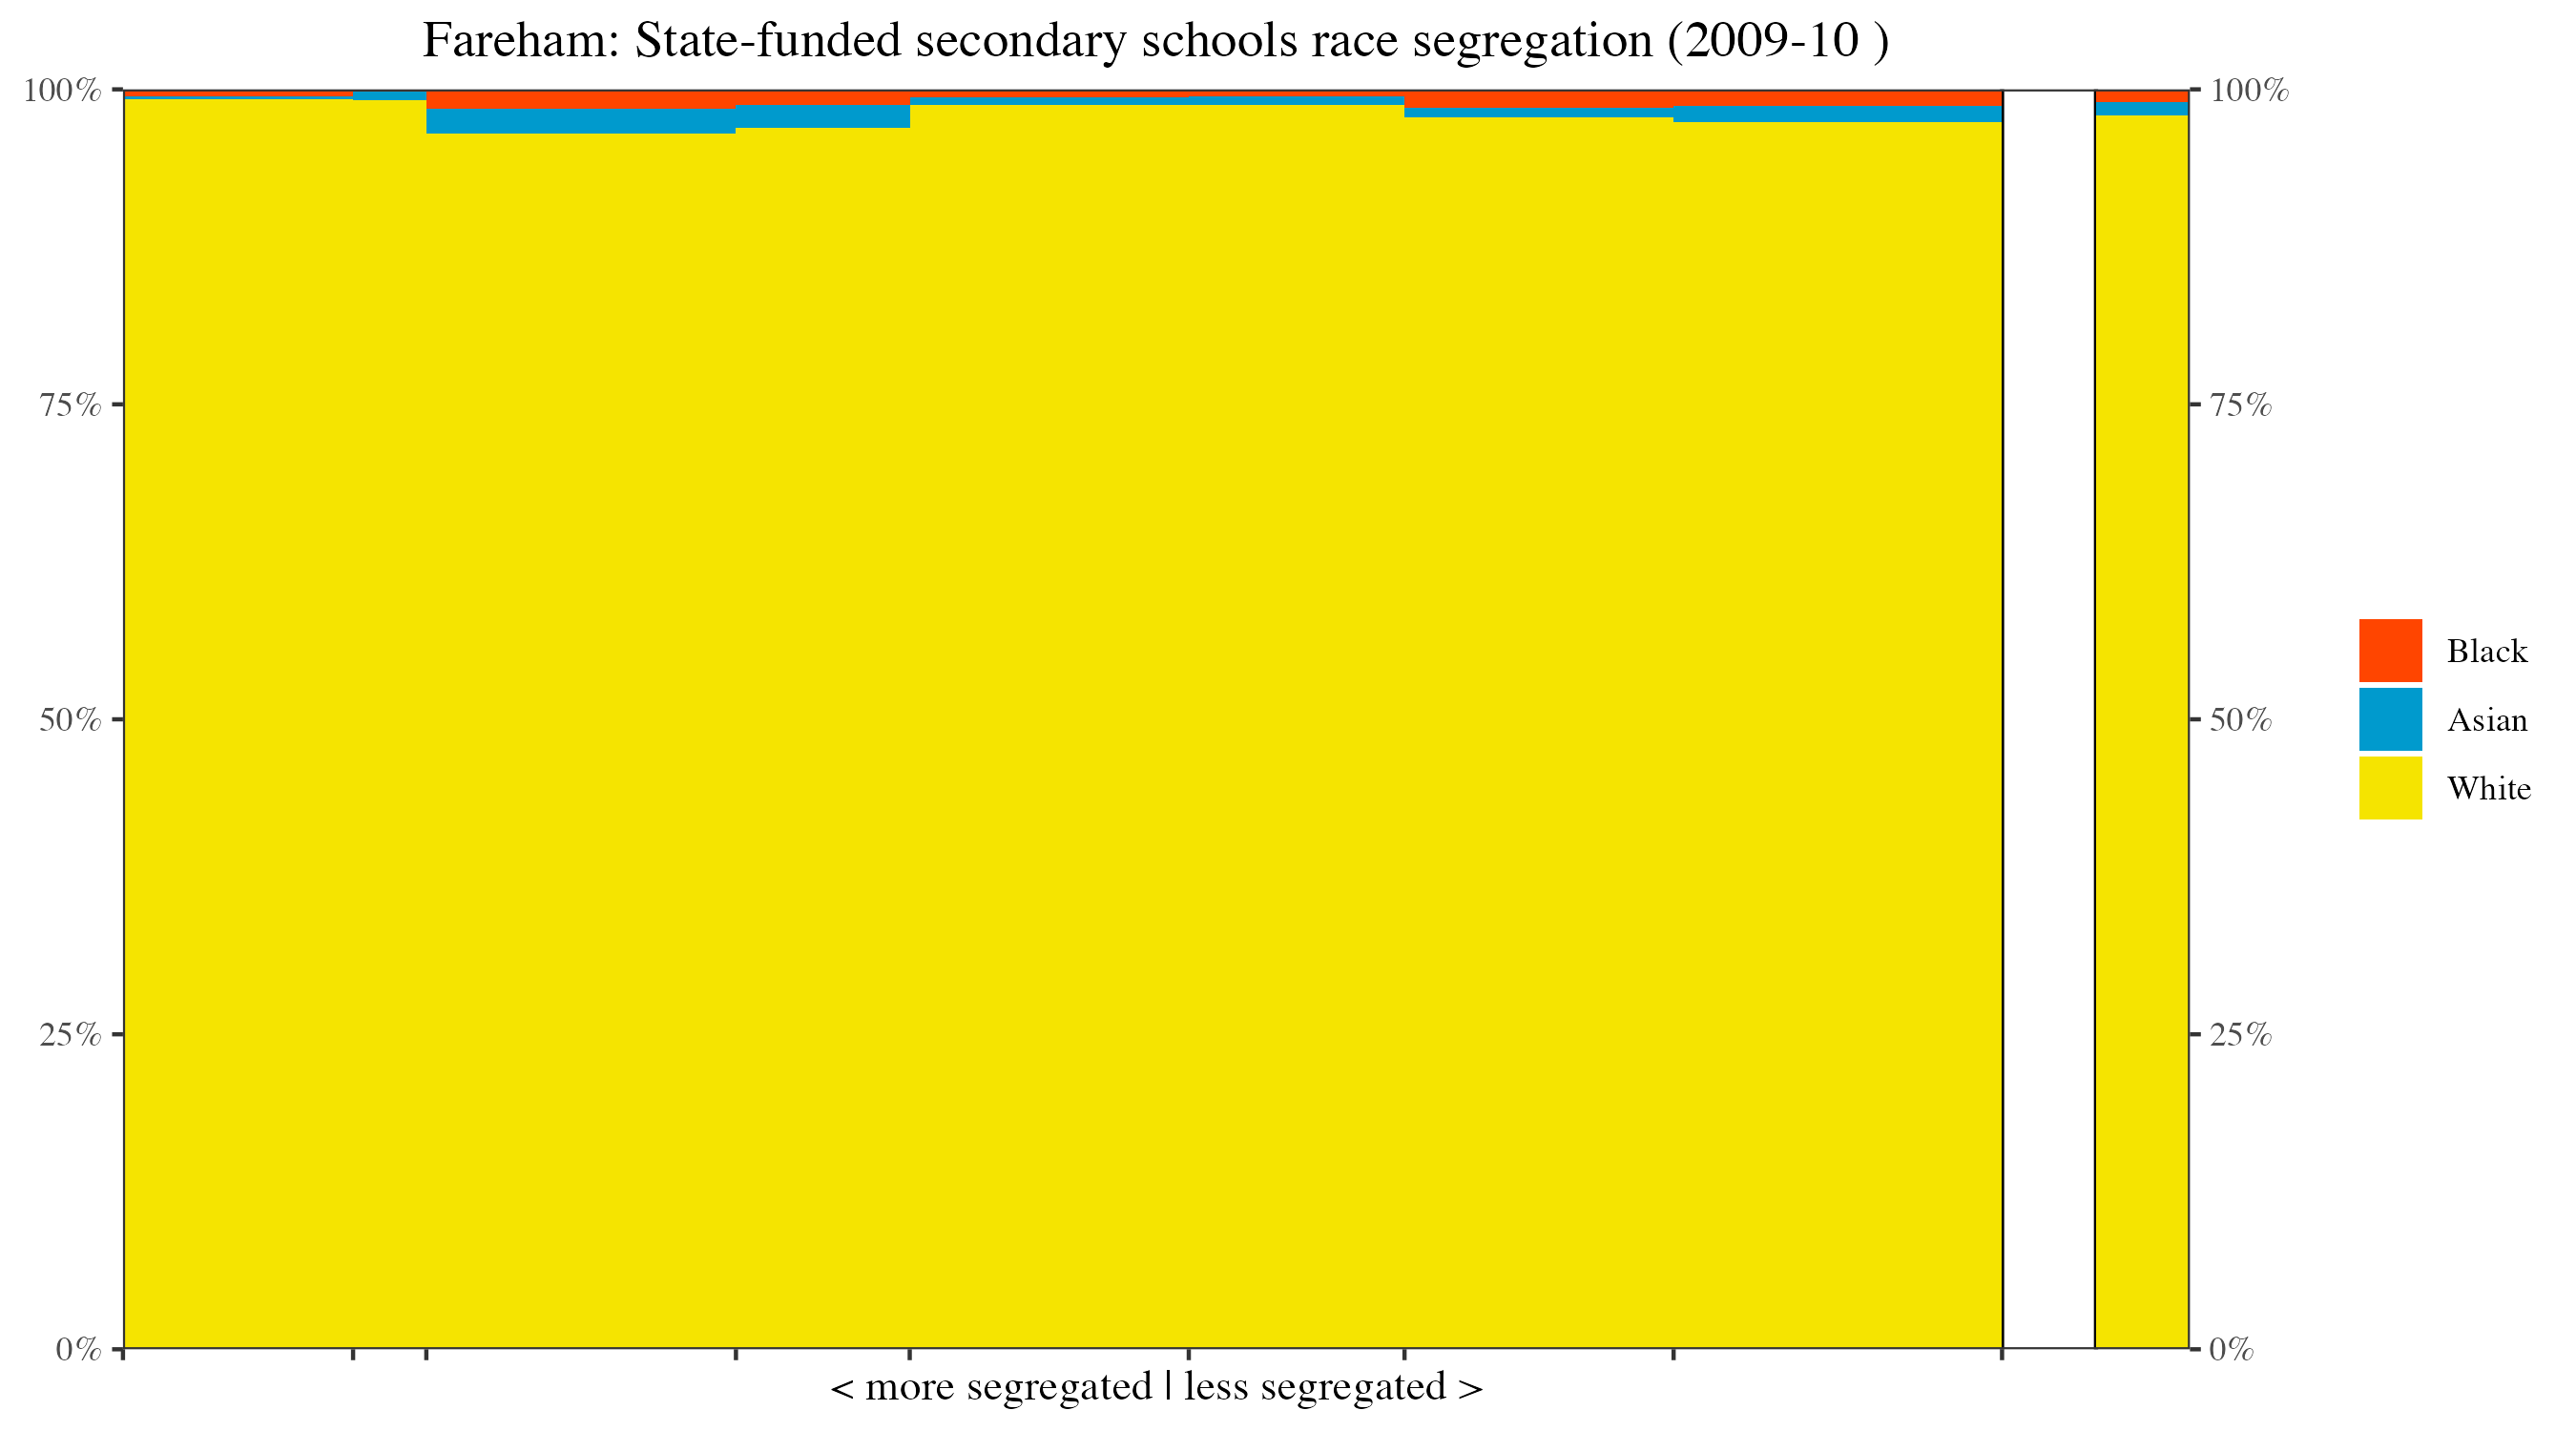 Fareham: State-funded secondary schools race segregation (2009-10 )
100%
75%
50%
25%
0%
100%
75%
50%
25%
0%
Black
Asian
White
< more segregated | less segregated >